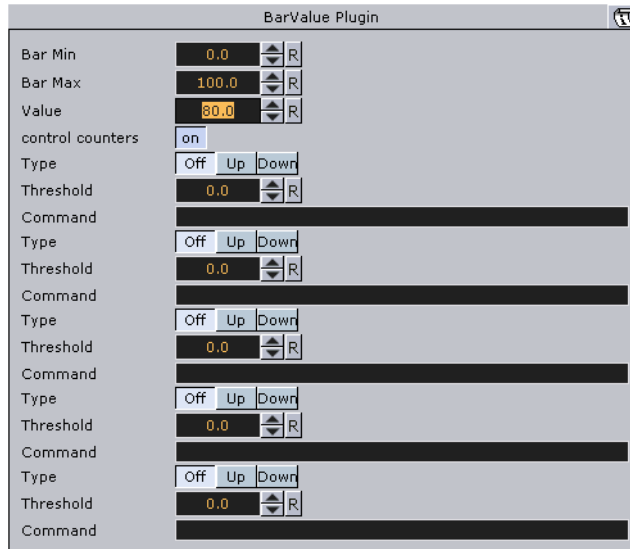 BarValue Plugin
Bar Min 0.0 R
Bar Max 100.0 R
Value 80.0 R
control counters on
Type Off Up Down
Threshold 0.0 R
Command
Type Off Up Down
Threshold 0.0 R
Command
Type Off Up Down
Threshold 0.0 R
Command
Type Off Up Down
Threshold 0.0 R
Command
Type Off Up Down
Threshold 0.0 R
Command